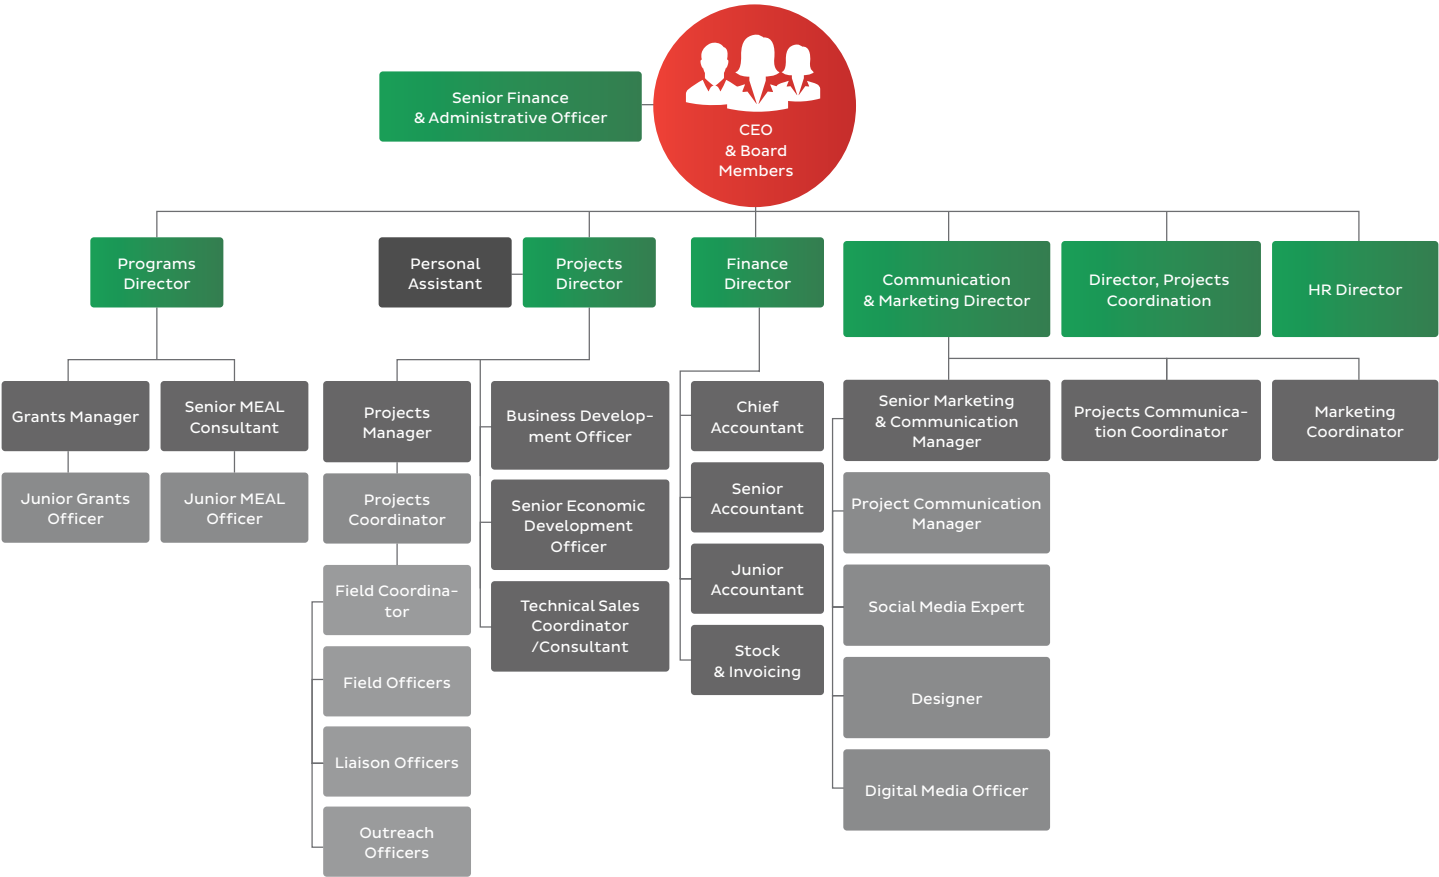 Senior Finance
& Administrative Officer
CEO
& Board
Members
Programs
Director
Personal
Assistant
Projects
Director
Finance
Director
Communication
& Marketing Director
Director, Projects
Coordination
HR Director
Grants Manager
Senior MEAL
Consultant
Projects
Manager
Business Develop-
ment Officer
Chief
Accountant
Senior Marketing
& Communication
Manager
Projects Communica-
tion Coordinator
Marketing
Coordinator
Junior Grants
Officer
Junior MEAL
Officer
Projects
Coordinator
Senior Economic
Development
Officer
Senior
Accountant
Project Communication
Manager
Field Coordina-
tor
Technical Sales
Coordinator
/Consultant
Junior
Accountant
Social Media Expert
Field Officers
Stock
& Invoicing
Designer
Liaison Officers
Digital Media Officer
Outreach
Officers